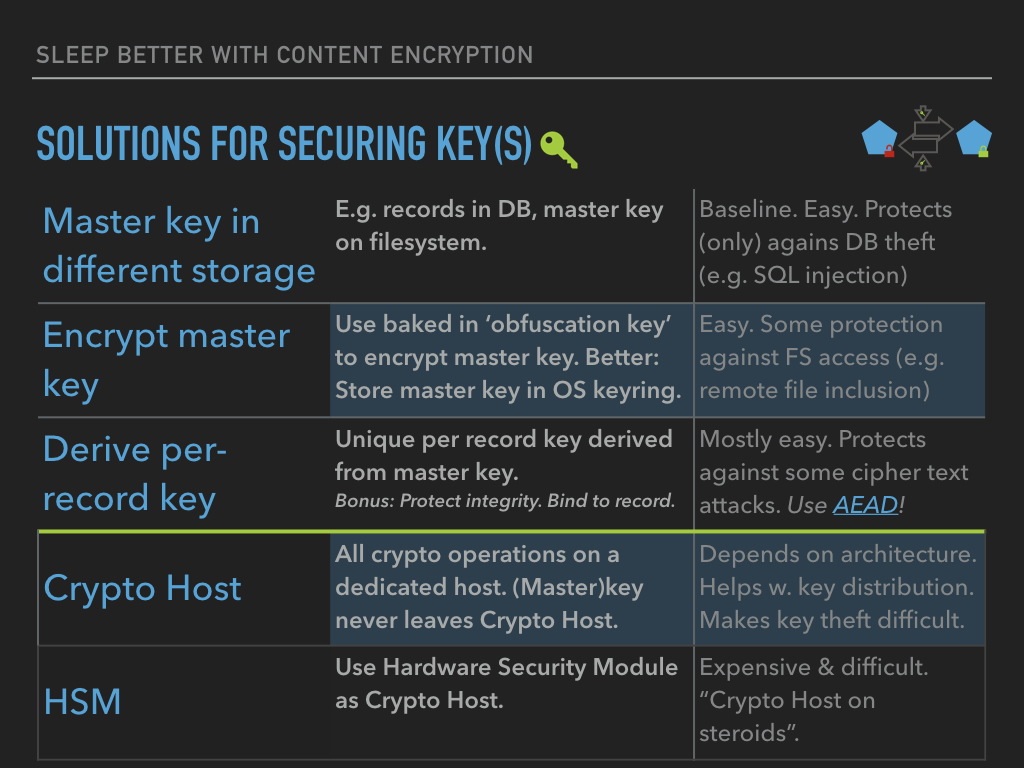 SLEEP BETTER WITH CONTENT ENCRYPTION
SOLUTIONS FOR SECURING KEY(S)
Master key in
different storage
E.g. records in DB, master key
on filesystem.
Baseline. Easy. Protects
(only) agains DB theft
(e.g. SQL injection)
Encrypt master
key
Use baked in ‘obfuscation key’
to encrypt master key. Better:
Store master key in OS keyring.
Easy. Some protection
against FS access (e.g.
remote file inclusion)
Derive per-
record key
Unique per record key derived
from master key.
Bonus: Protect integrity. Bind to record.
Mostly easy. Protects
against some cipher text
attacks. Use AEAD!
Crypto Host
All crypto operations on a
dedicated host. (Master)key
never leaves Crypto Host.
Depends on architecture.
Helps w. key distribution.
Makes key theft difficult.
HSM
Use Hardware Security Module
as Crypto Host.
Expensive & difficult.
“Crypto Host on
steroids”.